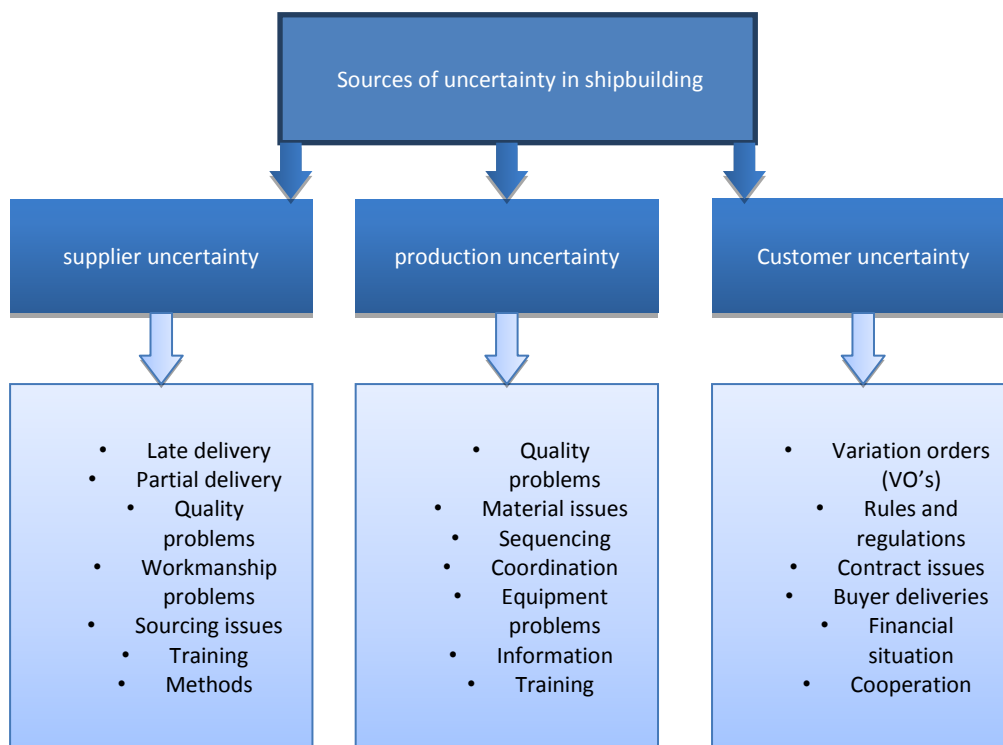 Sources of uncertainty in shipbuilding
supplier uncertainty
production uncertainty
Customer uncertainty
• Late delivery
• Partial delivery
• Quality
problems
• Workmanship
problems
• Sourcing issues
• Training
• Methods
• Quality
problems
• Material issues
• Sequencing
• Coordination
• Equipment
problems
• Information
• Training
• Variation orders
(VO’s)
• Rules and
regulations
• Contract issues
• Buyer deliveries
• Financial
situation
• Cooperation